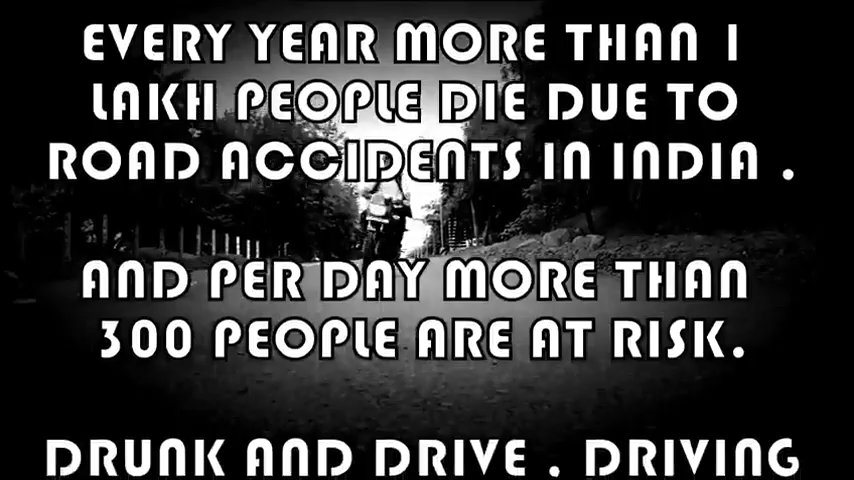 EVERY YEAR MORE THAN 1
LAKH PEOPLE DIE DUE TO
ROAD ACCIDENTS IN INDIA .
AND PER DAY MORE THAN
300 PEOPLE ARE AT RISK.
DRUNK AND DRIVE , DRIVING